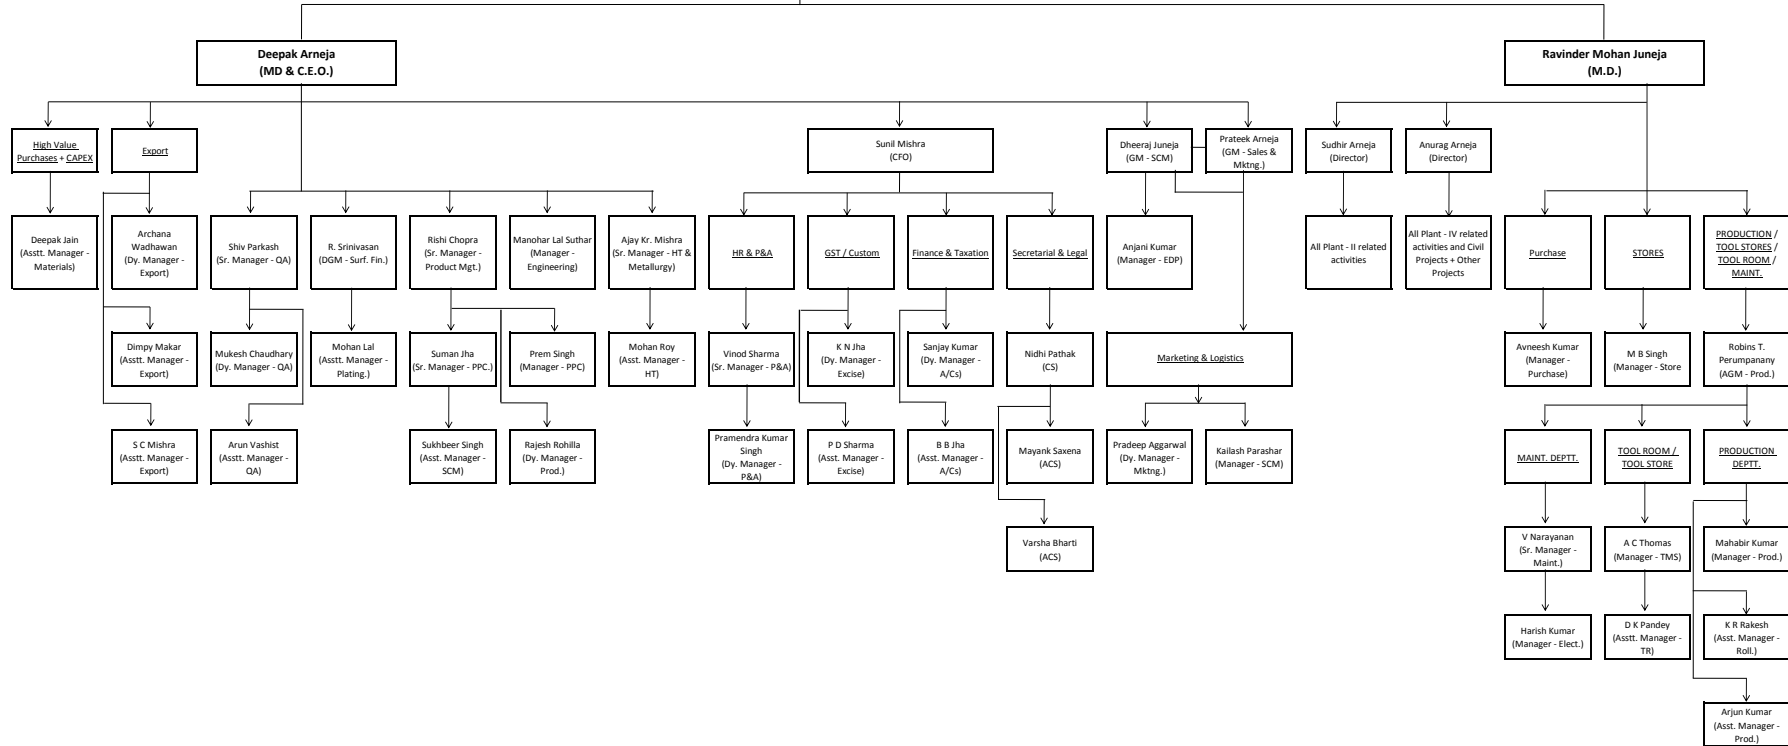 Deepak Arneja
(MD & C.E.O.)
Ravinder Mohan Juneja
(M.D.)
High Value
Purchases + CAPEX
Export
Sunil Mishra
(CFO)
Dheeraj Juneja
(GM - SCM)
Prateek Arneja
(GM - Sales &
Mktng.)
Sudhir Arneja
(Director)
Anurag Arneja
(Director)
Deepak Jain
(Asstt. Manager -
Materials)
Archana
Wadhawan
(Dy. Manager -
Export)
Shiv Parkash
(Sr. Manager - QA)
R. Srinivasan
(DGM - Surf. Fin.)
Rishi Chopra
(Sr. Manager -
Product Mgt.)
Manohar Lal Suthar
(Manager -
Engineering)
Ajay Kr. Mishra
(Sr. Manager - HT &
Metallurgy)
HR & P&A
GST / Custom
Finance & Taxation
Secretarial & Legal
Anjani Kumar
(Manager - EDP)
All Plant - II related
activities
All Plant - IV related
activities and Civil
Projects + Other
Projects
Purchase
STORES
PRODUCTION /
TOOL STORES /
TOOL ROOM /
MAINT.
Dimpy Makar
(Asstt. Manager -
Export)
Mukesh Chaudhary
(Dy. Manager - QA)
Mohan Lal
(Asstt. Manager -
Plating.)
Suman Jha
(Sr. Manager - PPC.)
Prem Singh
(Manager - PPC)
Mohan Roy
(Asst. Manager -
HT)
Vinod Sharma
(Sr. Manager - P&A)
K N Jha
(Dy. Manager -
Excise)
Sanjay Kumar
(Dy. Manager -
A/Cs)
Nidhi Pathak
(CS)
Marketing & Logistics
Avneesh Kumar
(Manager -
Purchase)
M B Singh
(Manager - Store
Robins T.
Perumpanany
(AGM - Prod.)
S C Mishra
(Asstt. Manager -
Export)
Arun Vashist
(Asstt. Manager -
QA)
Sukhbeer Singh
(Asst. Manager -
SCM)
Rajesh Rohilla
(Dy. Manager -
Prod.)
Pramendra Kumar
Singh
(Dy. Manager -
P&A)
P D Sharma
(Asst. Manager -
Excise)
B B Jha
(Asst. Manager -
A/Cs)
Mayank Saxena
(ACS)
Pradeep Aggarwal
(Dy. Manager -
Mktng.)
Kailash Parashar
(Manager - SCM)
MAINT. DEPTT.
TOOL ROOM /
TOOL STORE
PRODUCTION
DEPTT.
Varsha Bharti
(ACS)
V Narayanan
(Sr. Manager -
Maint.)
A C Thomas
(Manager - TMS)
Mahabir Kumar
(Manager - Prod.)
Harish Kumar
(Manager - Elect.)
D K Pandey
(Asstt. Manager -
TR)
K R Rakesh
(Asst. Manager -
Roll.)
Arjun Kumar
(Asst. Manager -
Prod.)